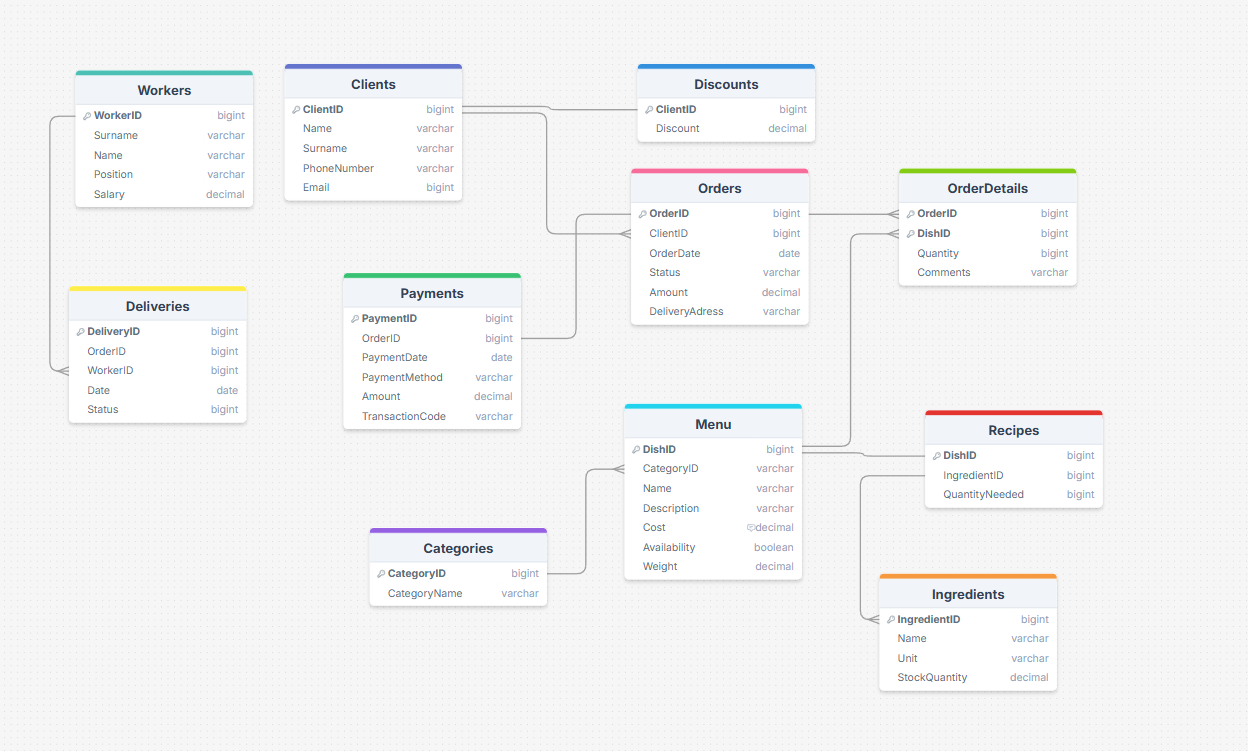 Workers
WorkerID bigint
Surname varchar
Name varchar
Position varchar
Salary decimal
Clients
ClientID bigint
Name varchar
Surname varchar
PhoneNumber varchar
Email bigint
Discounts
ClientID bigint
Discount decimal
Orders
OrderID bigint
ClientID bigint
OrderDate date
Status varchar
Amount decimal
DeliveryAdress varchar
OrderDetails
OrderID bigint
DishID bigint
Quantity bigint
Comments varchar
Deliveries
DeliveryID bigint
OrderID bigint
WorkerID bigint
Date date
Status bigint
Payments
PaymentID bigint
OrderID bigint
PaymentDate date
PaymentMethod varchar
Amount decimal
TransactionCode varchar
Menu
DishID bigint
CategoryID varchar
Name varchar
Description varchar
Cost decimal
Availability boolean
Weight decimal
Recipes
DishID bigint
IngredientID bigint
QuantityNeeded bigint
Categories
CategoryID bigint
CategoryName varchar
Ingredients
IngredientID bigint
Name varchar
Unit varchar
StockQuantity decimal